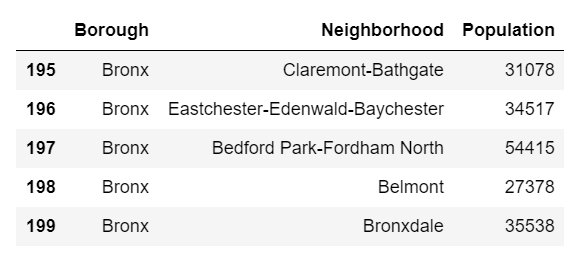 Borough Neighborhood Population
195 Bronx Claremont-Bathgate 31078
196 Bronx Eastchester-Edenwald-Baychester 34517
197 Bronx Bedford Park-Fordham North 54415
198 Bronx Belmont 27378
199 Bronx Bronxdale 35538